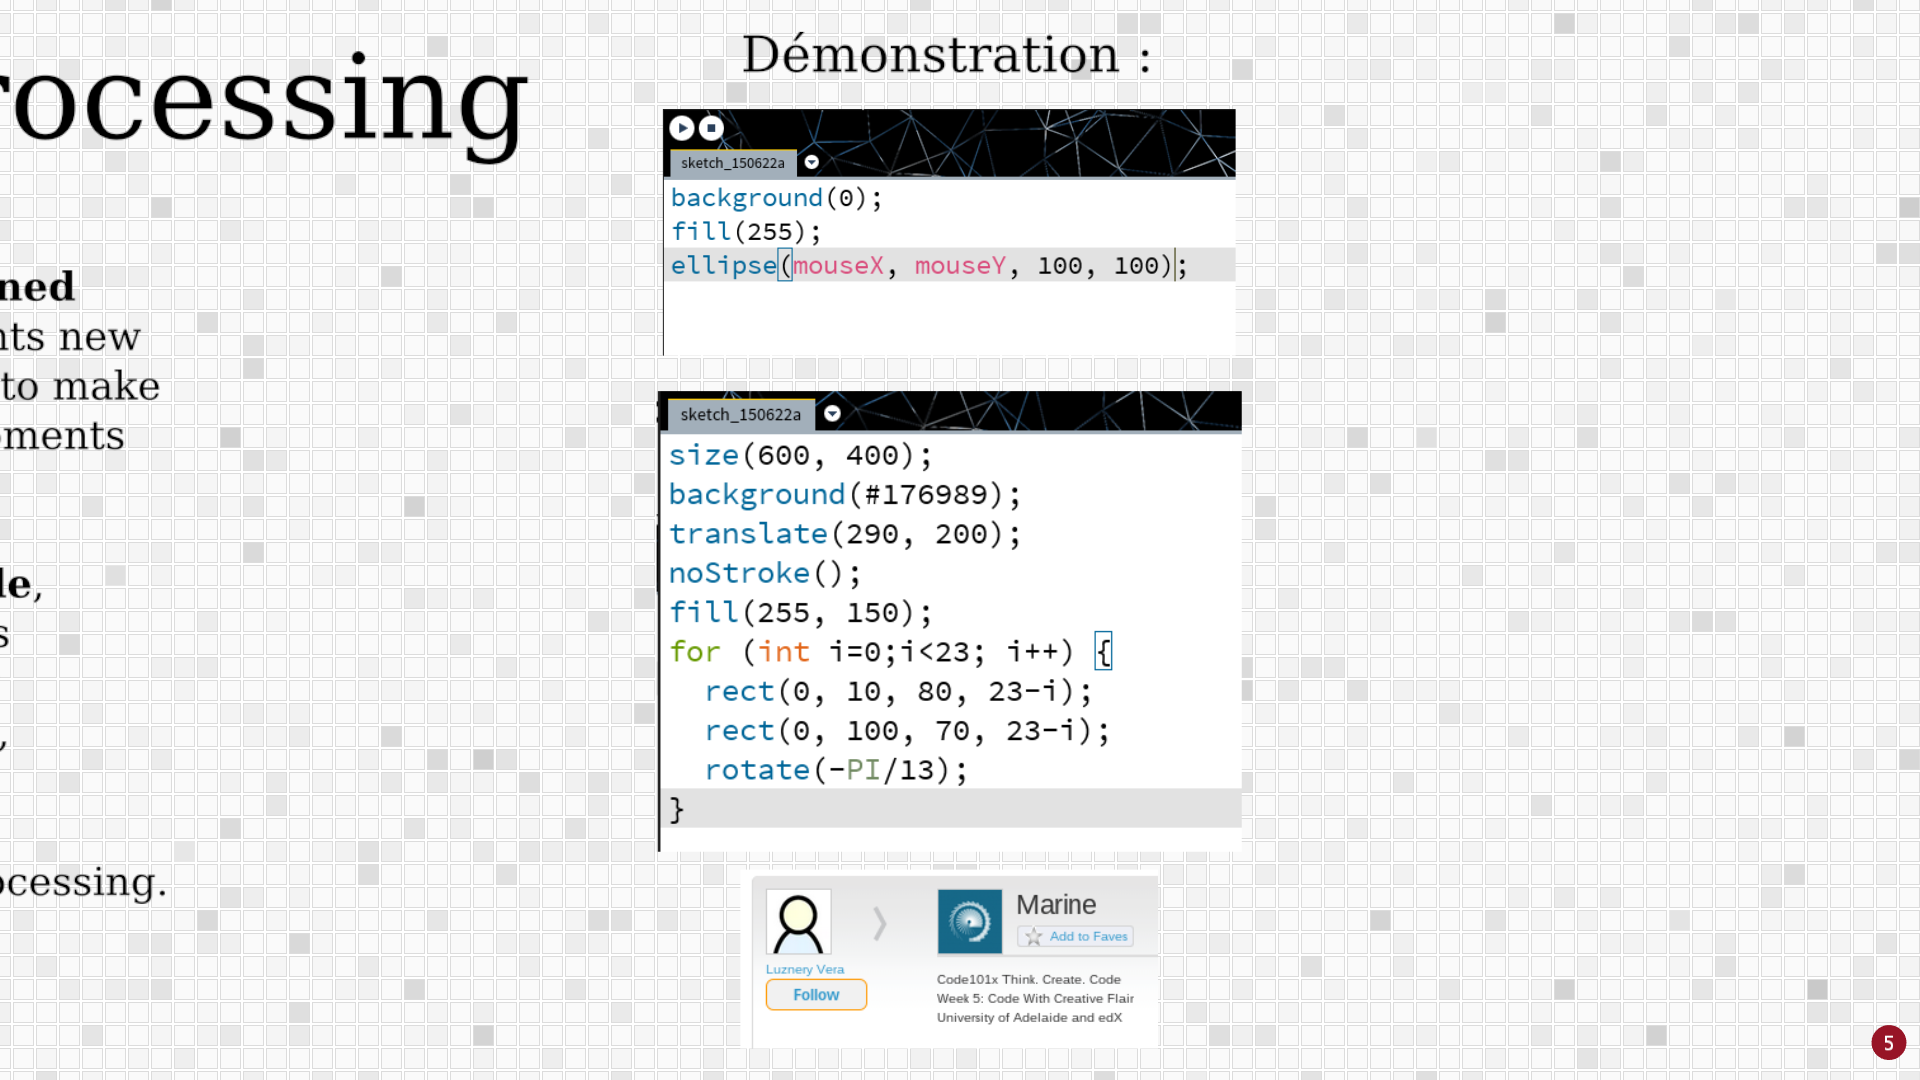 rocessing
ned
nts new
to make
oments
le,
s
,
ocessing.
Démonstration :
sketch_150622a
background(0);
fill(255);
ellipse(mouseX, mouseY, 100, 100);
sketch_150622a
size(600, 400);
background(#176989);
translate(290, 200);
noStroke();
fill(255, 150);
for (int i=0;i<23; i++) {
  rect(0, 10, 80, 23-i);
  rect(0, 100, 70, 23-i);
  rotate(-PI/13);
}
Luznery Vera
Follow
Marine
Add to Faves
Code101x Think. Create. Code
Week 5: Code With Creative Flair
University of Adelaide and edX
5